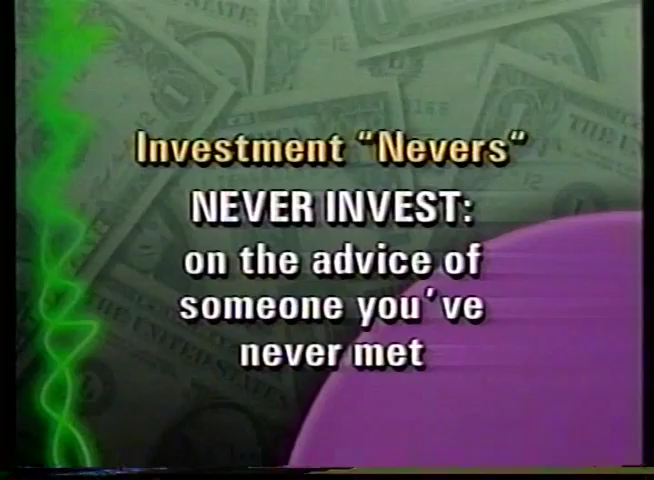 Investment "Nevers"
NEVER INVEST:
on the advice of
someone you've
never met